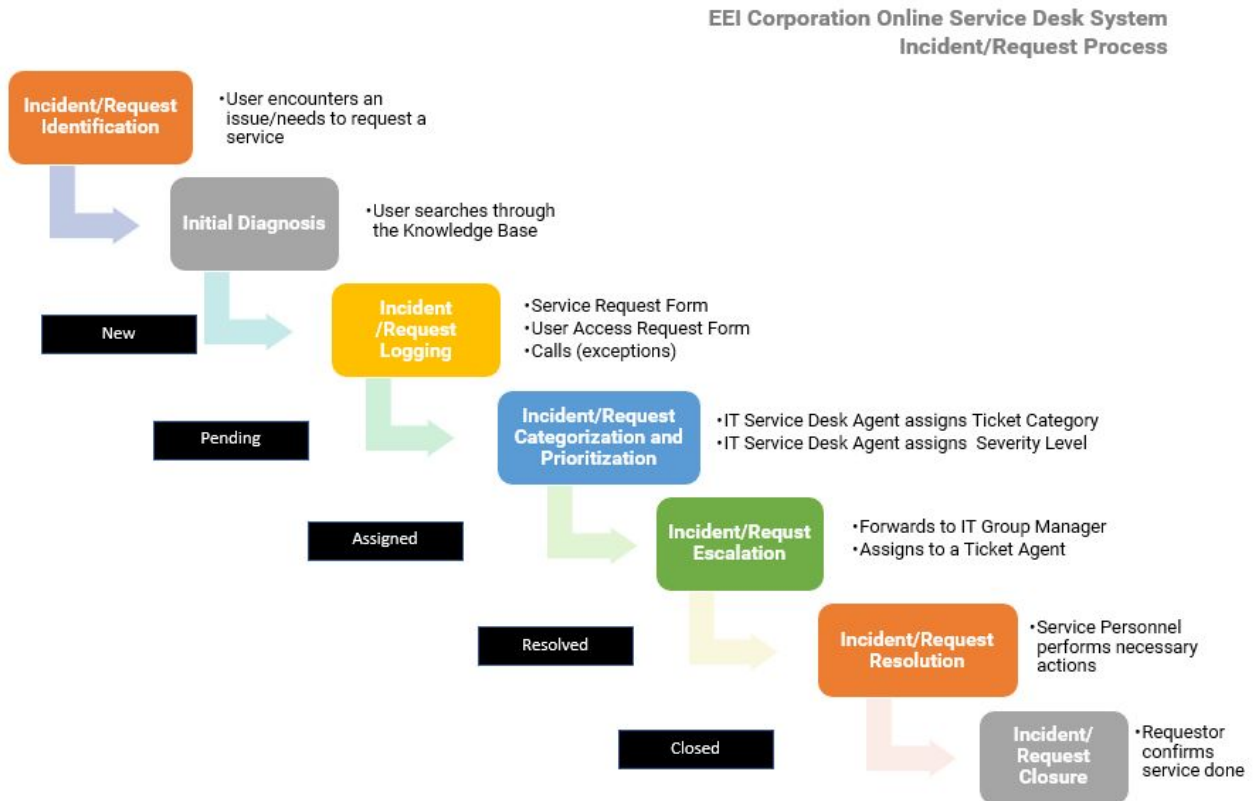 EEI Corporation Online Service Desk System
Incident/Request Process
Incident/Request
Identification
•User encounters an
issue/needs to request a
service
Initial Diagnosis
•User searches through
the Knowledge Base
New
Incident
/Request
Logging
•Service Request Form
•User Access Request Form
•Calls (exceptions)
Pending
Incident/Request
Categorization and
Prioritization
•IT Service Desk Agent assigns Ticket Category
•IT Service Desk Agent assigns Severity Level
Assigned
Incident/Requst
Escalation
•Forwards to IT Group Manager
•Assigns to a Ticket Agent
Resolved
Incident/Request
Resolution
•Service Personnel
performs necessary
actions
Closed
Incident/
Request
Closure
•Requestor
confirms
service done